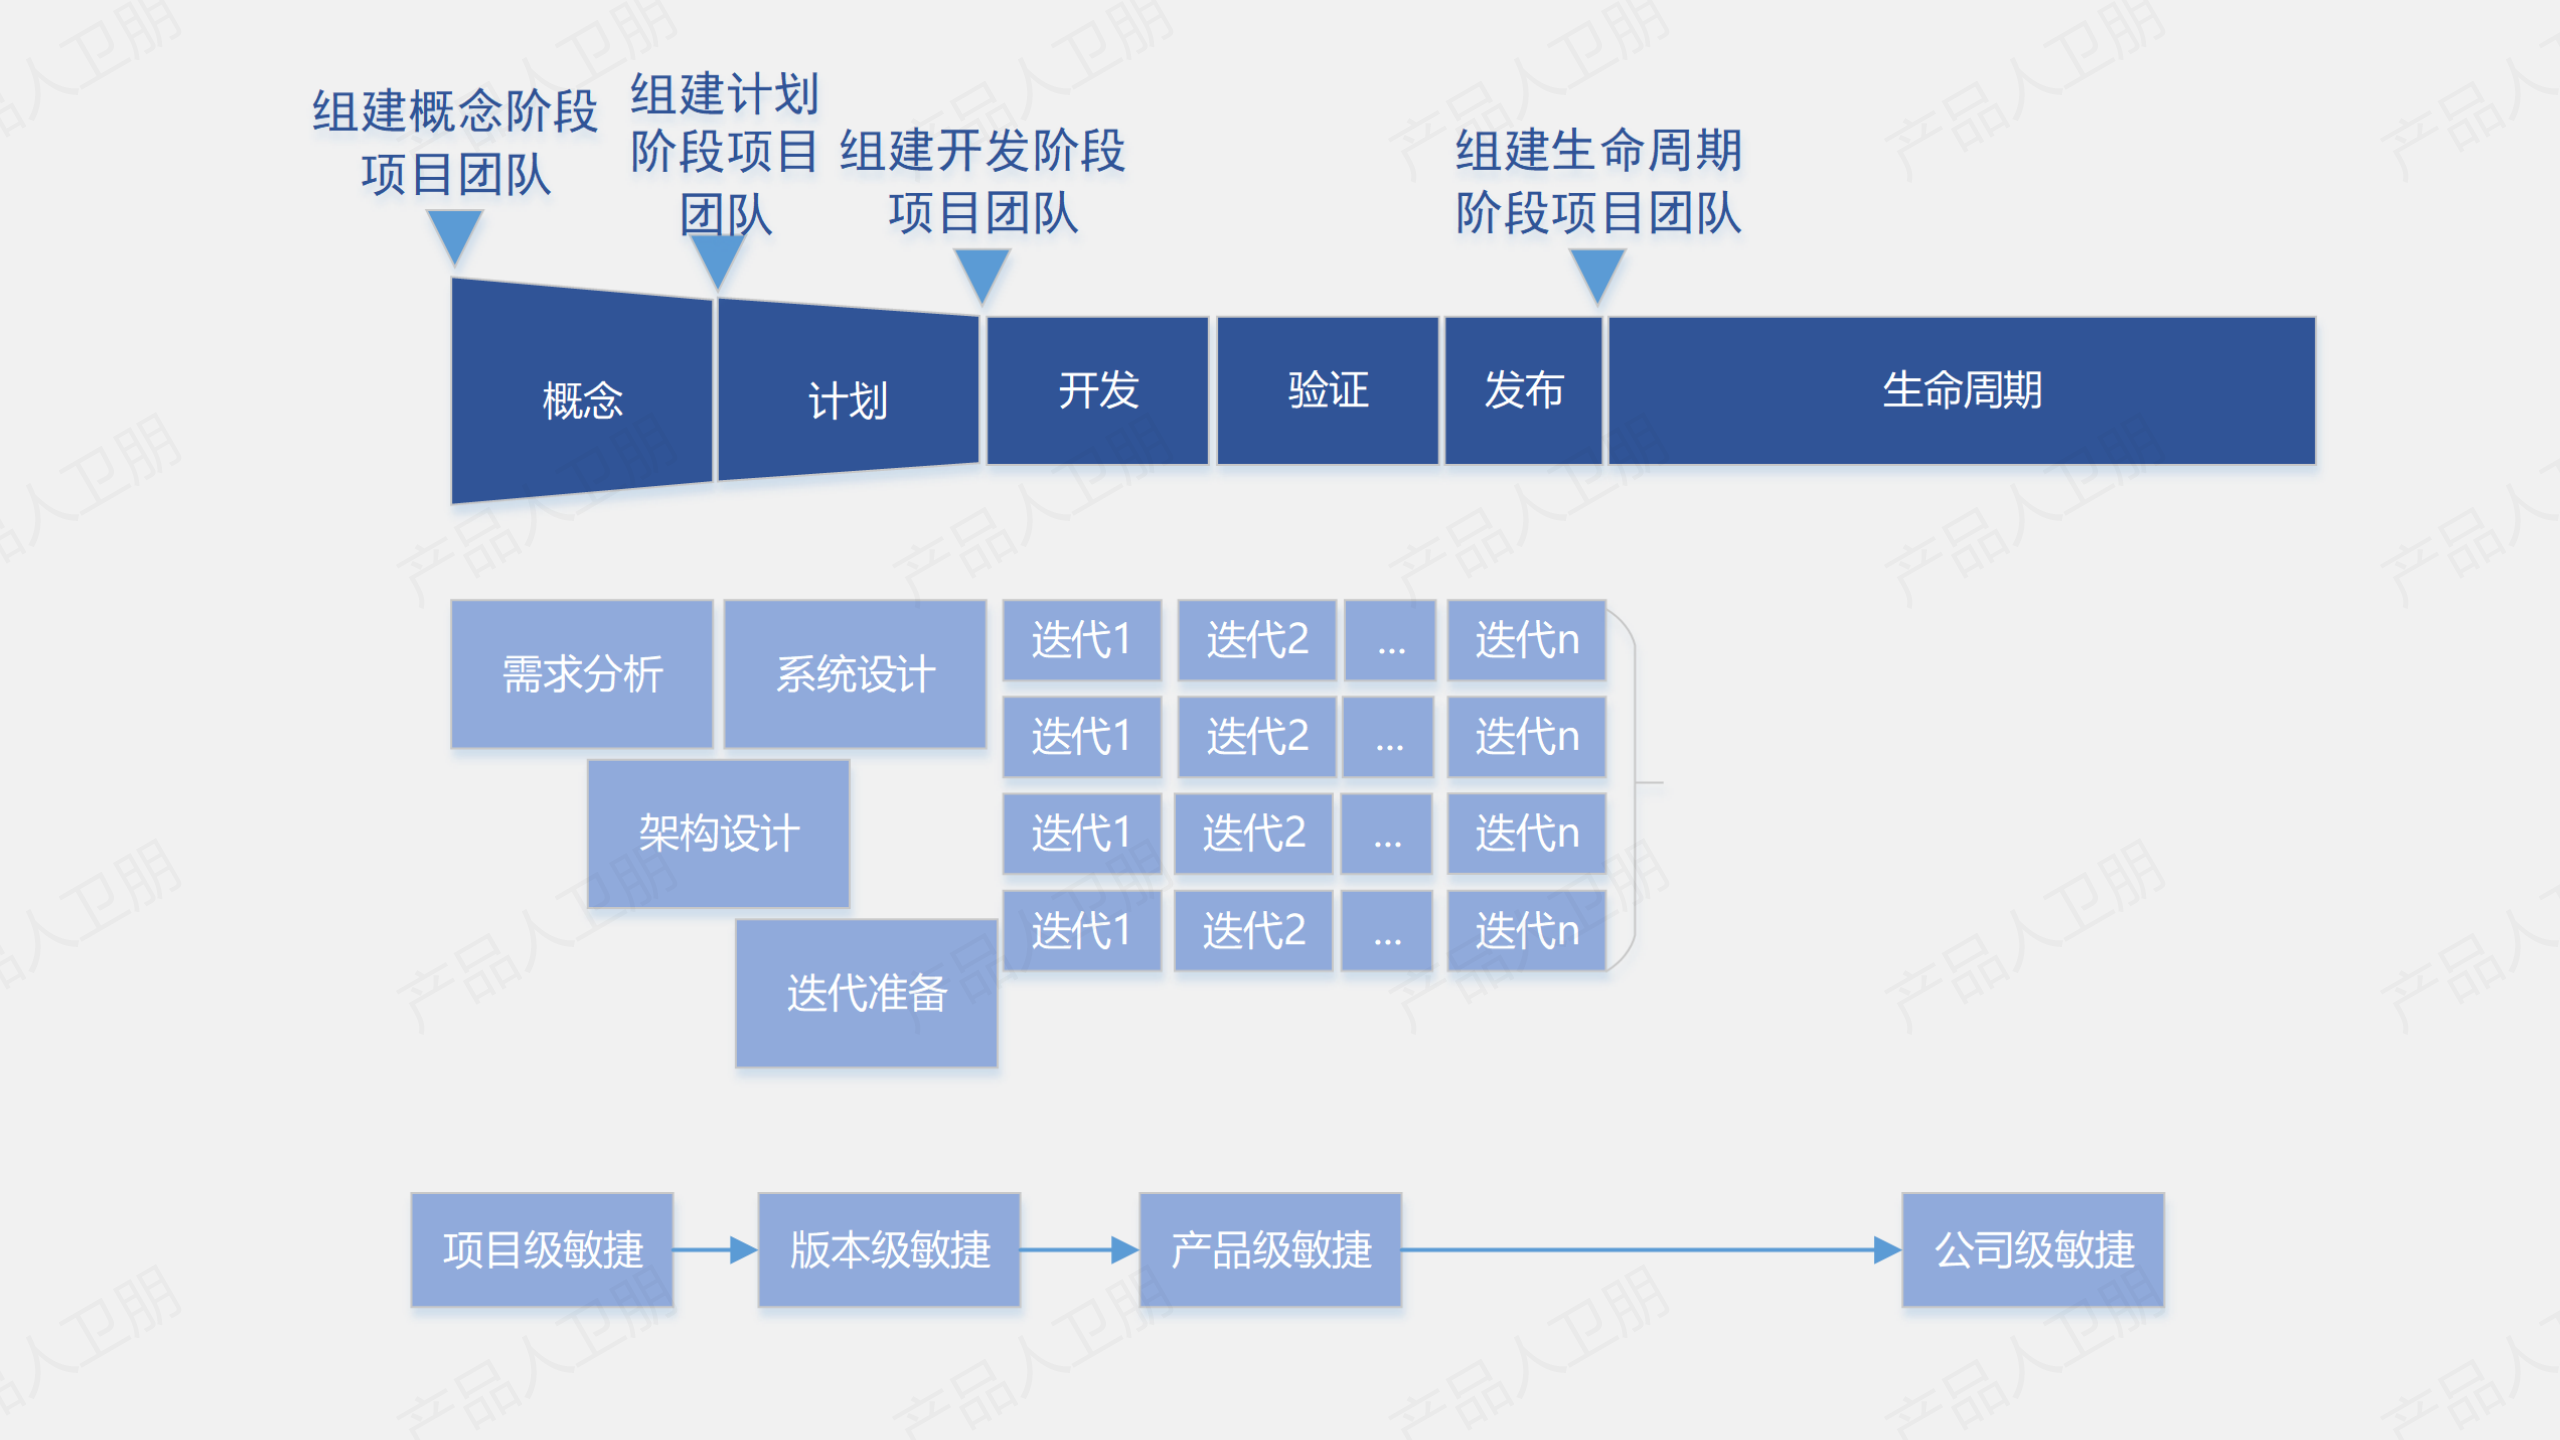 组建概念阶段
项目团队
组建计划
阶段项目
团队
组建开发阶段
项目团队
组建生命周期
阶段项目团队
概念
计划
开发
验证
发布
生命周期
需求分析
系统设计
架构设计
迭代准备
迭代1
迭代2
...
迭代n
迭代1
迭代2
...
迭代n
迭代1
迭代2
...
迭代n
迭代1
迭代2
...
迭代n
项目级敏捷
版本级敏捷
产品级敏捷
公司级敏捷
产品人卫朋